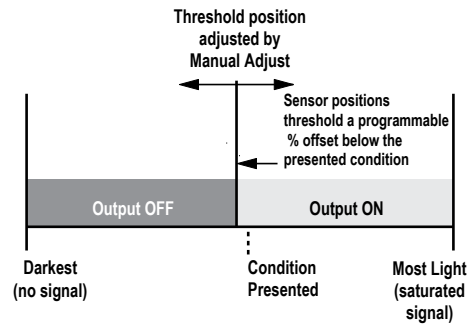 Threshold position
adjusted by
Manual Adjust
Sensor positions
threshold a programmable
% offset below the
presented condition
Output OFF
Output ON
Darkest
(no signal)
Condition
Presented
Most Light
(saturated
signal)